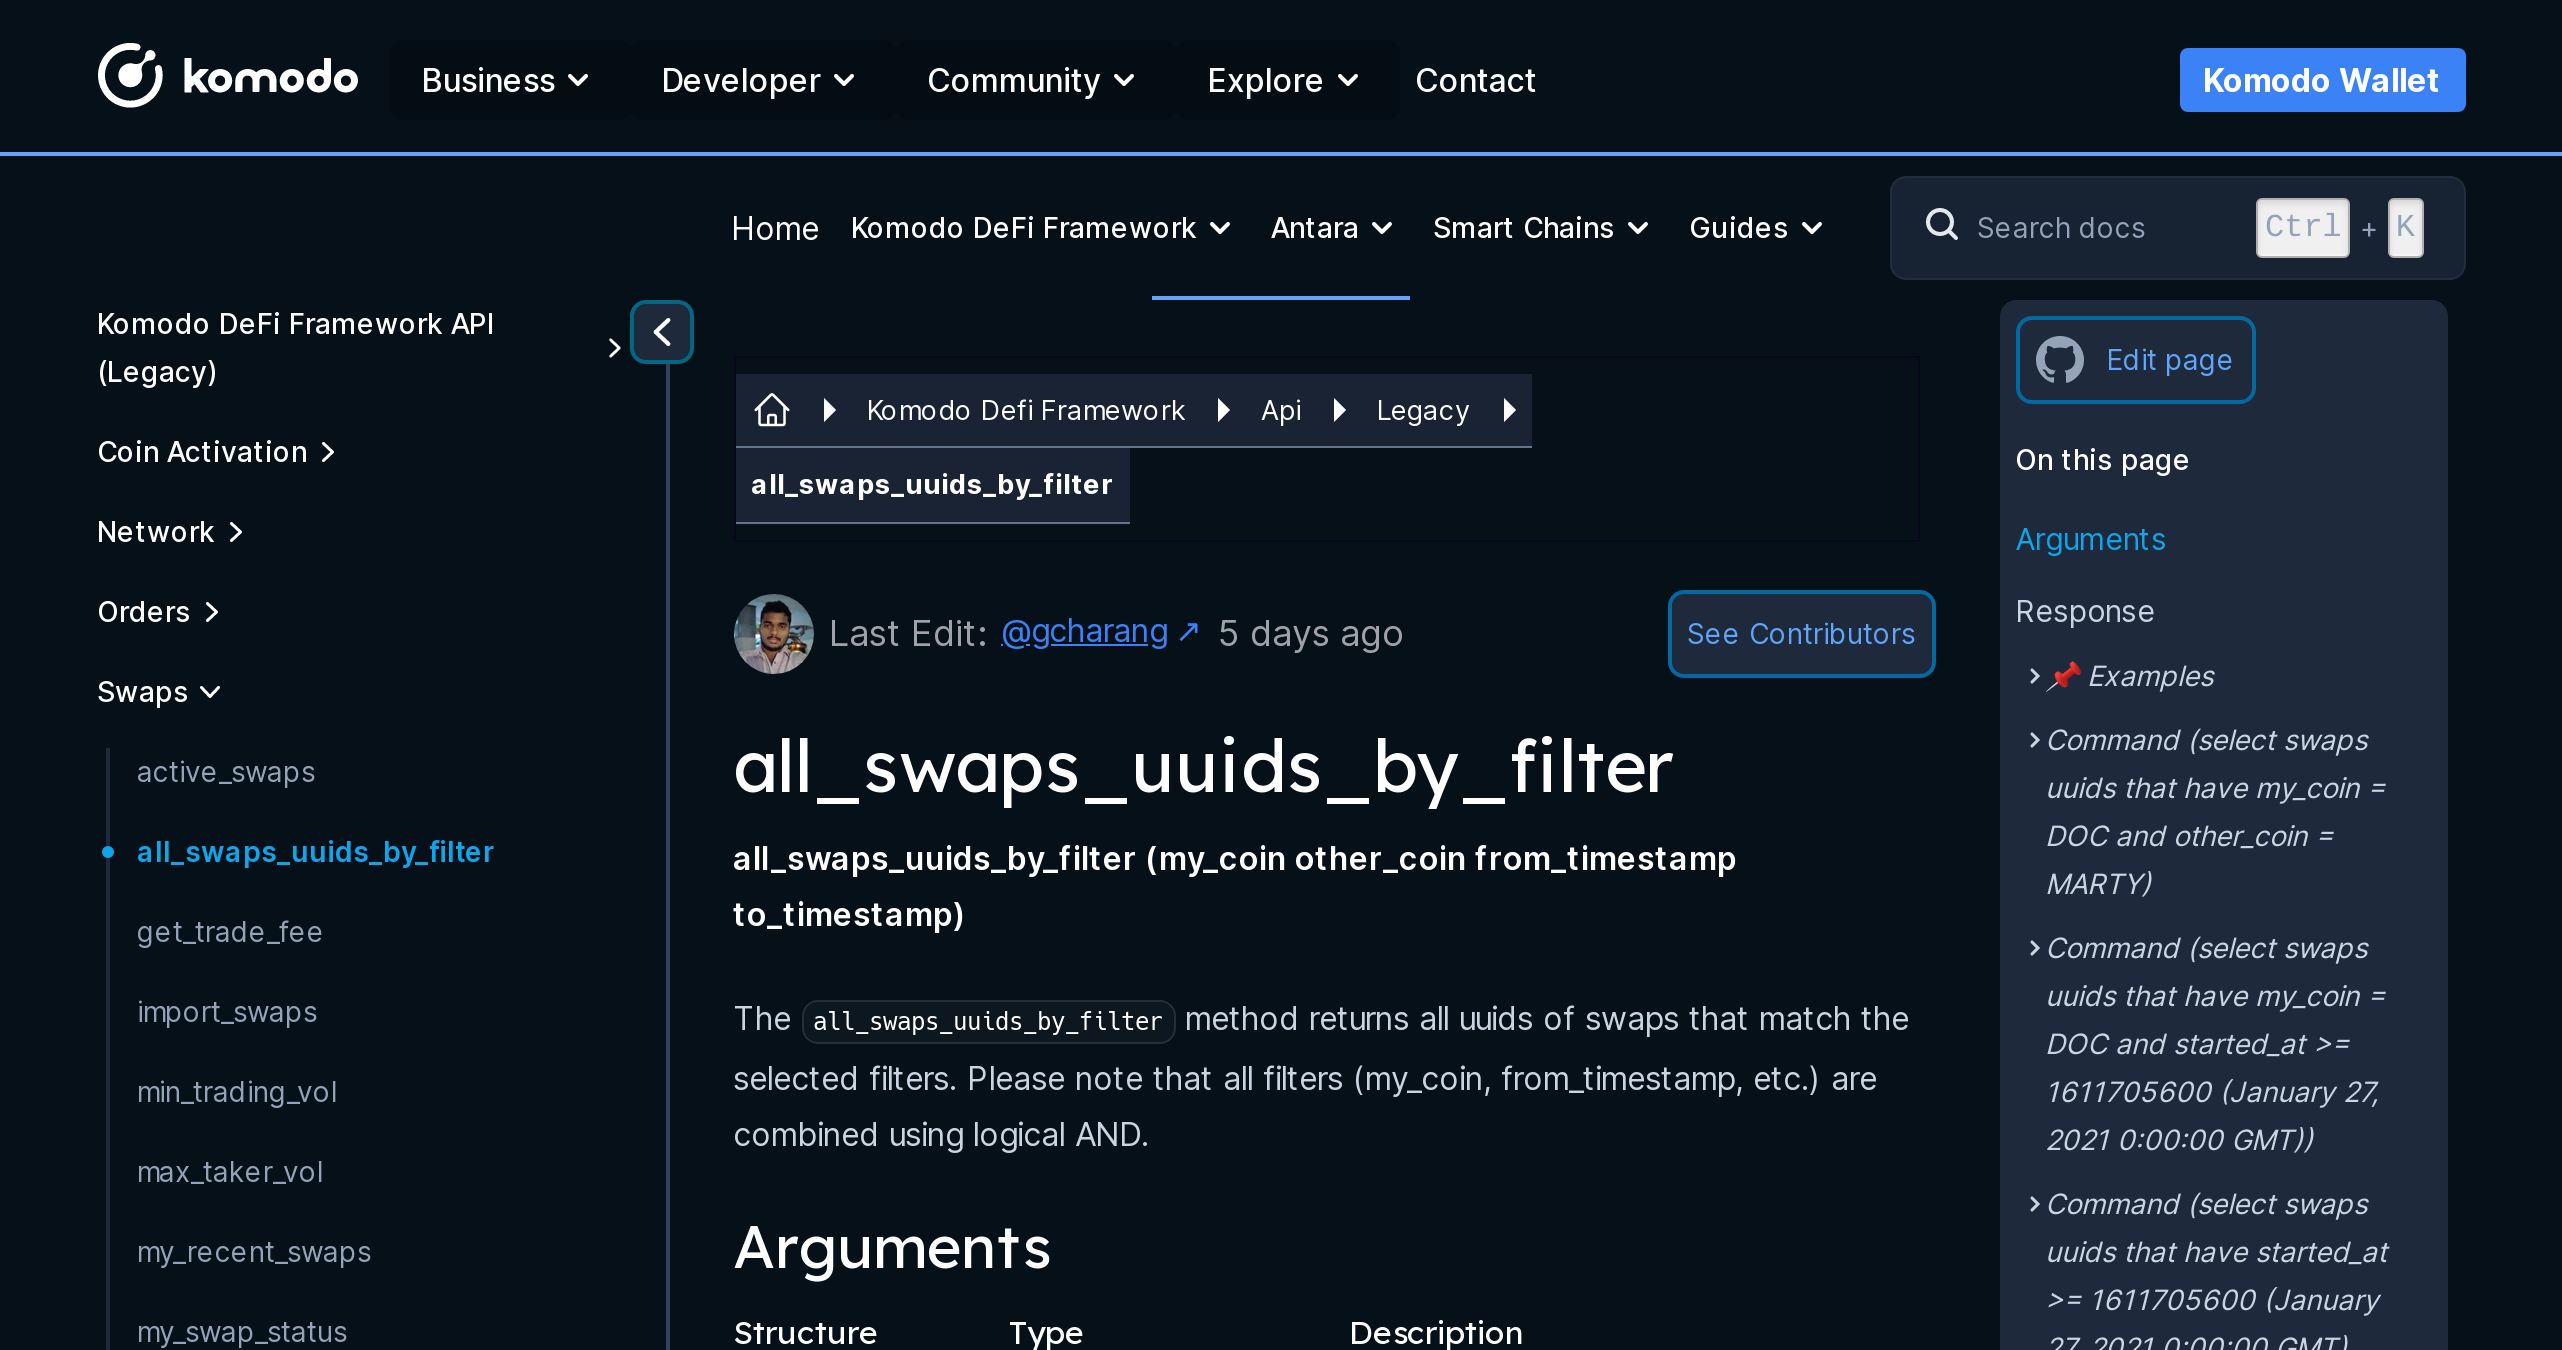 komodo
Business
Developer
Community
Explore
Contact
Komodo Wallet
Home
Komodo DeFi Framework
Antara
Smart Chains
Guides
Search docs
Ctrl + K
Komodo DeFi Framework API
(Legacy)
Coin Activation
Network
Orders
Swaps
active_swaps
all_swaps_uuids_by_filter
get_trade_fee
import_swaps
min_trading_vol
max_taker_vol
my_recent_swaps
my_swap_status
Komodo Defi Framework
Api
Legacy
all_swaps_uuids_by_filter
Last Edit: @gcharang ↗ 5 days ago
See Contributors
all_swaps_uuids_by_filter
all_swaps_uuids_by_filter (my_coin other_coin from_timestamp
to_timestamp)
The all_swaps_uuids_by_filter method returns all uuids of swaps that match the
selected filters. Please note that all filters (my_coin, from_timestamp, etc.) are
combined using logical AND.
Arguments
Structure Type Description
Edit page
On this page
Arguments
Response
📌 Examples
Command (select swaps
uuids that have my_coin =
DOC and other_coin =
MARTY)
Command (select swaps
uuids that have my_coin =
DOC and started_at >=
1611705600 (January 27,
2021 0:00:00 GMT))
Command (select swaps
uuids that have started_at
>= 1611705600 (January
27, 2021 0:00:00 GMT)